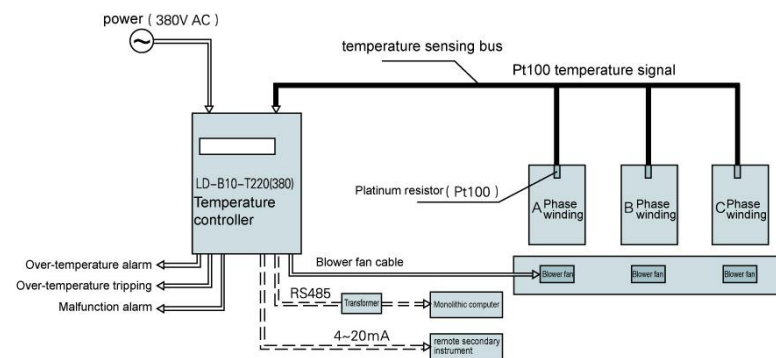 power ( 380V AC )
temperature sensing bus
Pt100 temperature signal
LD-B10-T220(380)
Temperature
controller
Platinum resistor ( Pt100 )
A Phase
winding
B Phase
winding
C Phase
winding
Over-temperature alarm
Over-temperature tripping
Malfunction alarm
Blower fan cable
Blower fan
Blower fan
Blower fan
RS485
Transformer
Monolithic computer
4~20mA
remote secondary
instrument